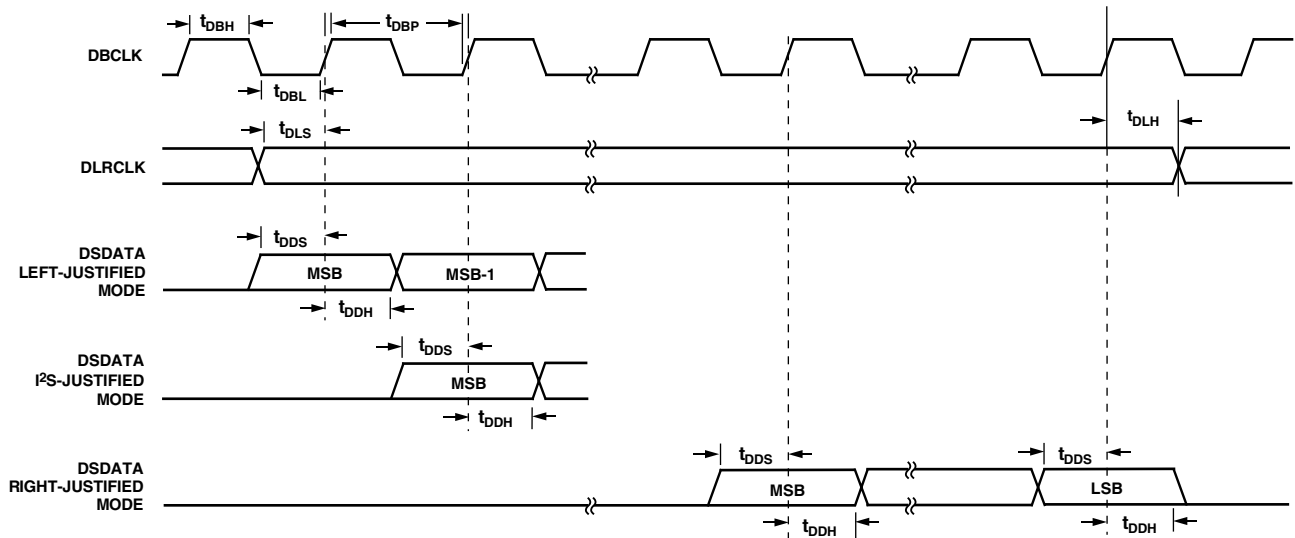 tDBH
tDBP
DBCLK
tDBL
tDLS
tDLH
DLRCLK
tDDS
DSDATA
LEFT-JUSTIFIED
MODE
MSB
MSB-1
tDDH
tDDS
DSDATA
I²S-JUSTIFIED
MODE
MSB
tDDH
DSDATA
RIGHT-JUSTIFIED
MODE
tDDS
tDDS
MSB
LSB
tDDH
tDDH